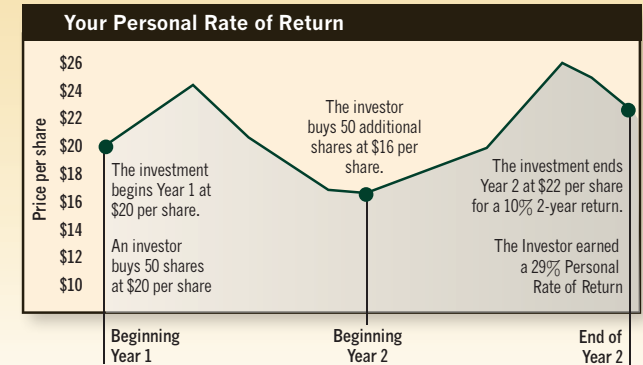 Your Personal Rate of Return
Price per share
$26
$24
$22
$20
$18
$16
$14
$12
$10
The investment
begins Year 1 at
$20 per share.
An investor
buys 50 shares
at $20 per share
The investor
buys 50 additional
shares at $16 per
share.
The investment ends
Year 2 at $22 per share
for a 10% 2-year return.
The Investor earned
a 29% Personal
Rate of Return
Beginning
Year 1
Beginning
Year 2
End of
Year 2